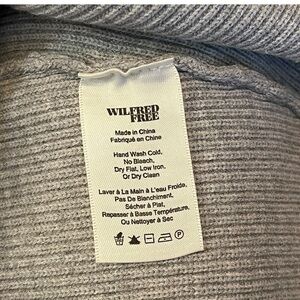 WILFRED
FREE
Made in China
Fabriqué en Chine
Hand Wash Cold,
No Bleach,
Dry Flat, Low Iron,
Or Dry Clean
Laver à La Main à L'eau Froide,
Pas De Blanchiment,
Sécher à Plat,
Repasser à Basse Température,
Ou Nettoyer à Sec
P